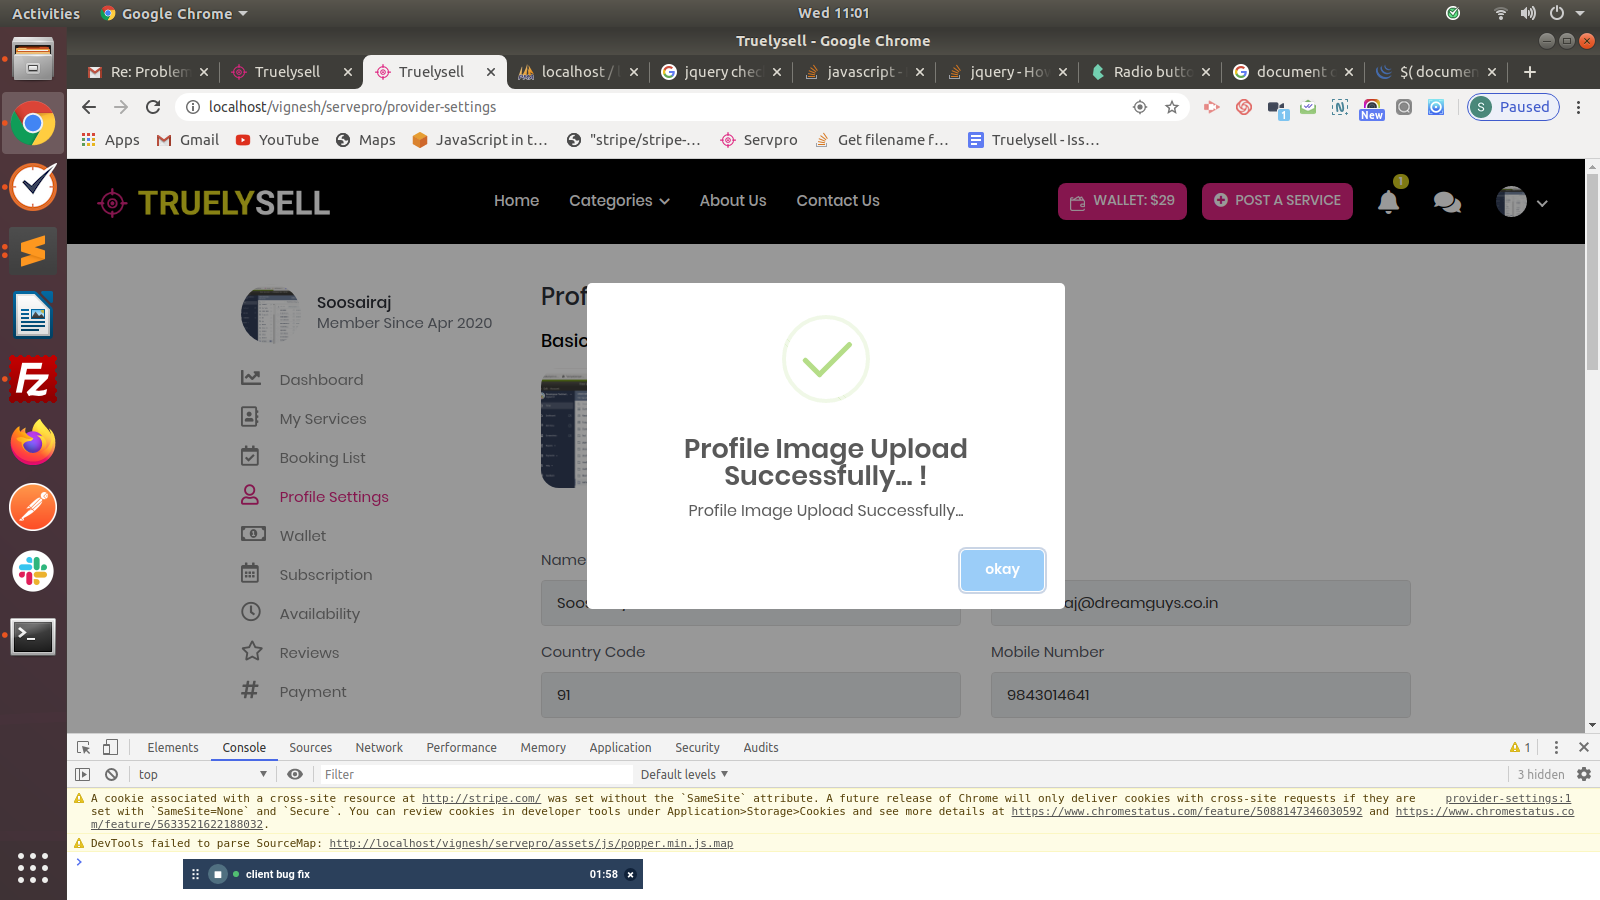 Activities
Google Chrome
Wed 11:01
Truelysell - Google Chrome
Re: Problem
Truelysell
Truelysell
localhost / l
jquery chec
javascript -
jquery - How
Radio butto
document
$( documen
localhost/vignesh/servepro/provider-settings
1
New
S
Paused
Apps
Gmail
YouTube
Maps
JavaScript in t...
"stripe/stripe-...
Servpro
Get filename f...
Truelysell - Iss...
TRUELYSELL
Home
Categories
About Us
Contact Us
WALLET: $29
POST A SERVICE
1
Soosairaj
Member Since Apr 2020
Dashboard
My Services
Booking List
Profile Settings
Wallet
Subscription
Availability
Reviews
Payment
Prof
Basic
Profile Image Upload
Successfully... !
Profile Image Upload Successfully...
okay
Name
Soos
aj@dreamguys.co.in
Country Code
Mobile Number
91
9843014641
Elements
Console
Sources
Network
Performance
Memory
Application
Security
Audits
1
top
Filter
Default levels
3 hidden
A cookie associated with a cross-site resource at http://stripe.com/ was set without the `SameSite` attribute. A future release of Chrome will only deliver cookies with cross-site requests if they are
provider-settings:1
set with `SameSite=None` and `Secure`. You can review cookies in developer tools under Application>Storage>Cookies and see more details at https://www.chromestatus.com/feature/5088147346030592 and https://www.chromestatus.co
m/feature/5633521622188032.
DevTools failed to parse SourceMap: http://localhost/vignesh/servepro/assets/js/popper.min.js.map
client bug fix
01:58